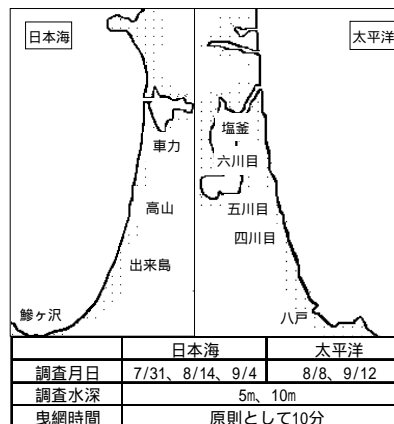 日本海
太平洋
塩釜
車力
六川目
高山
五川目
四川目
出来島
鰺ヶ沢
八戸
日本海 太平洋
調査月日 7/31、8/14、9/4 8/8、9/12
調査水深 5m、10m
曳網時間 原則として10分